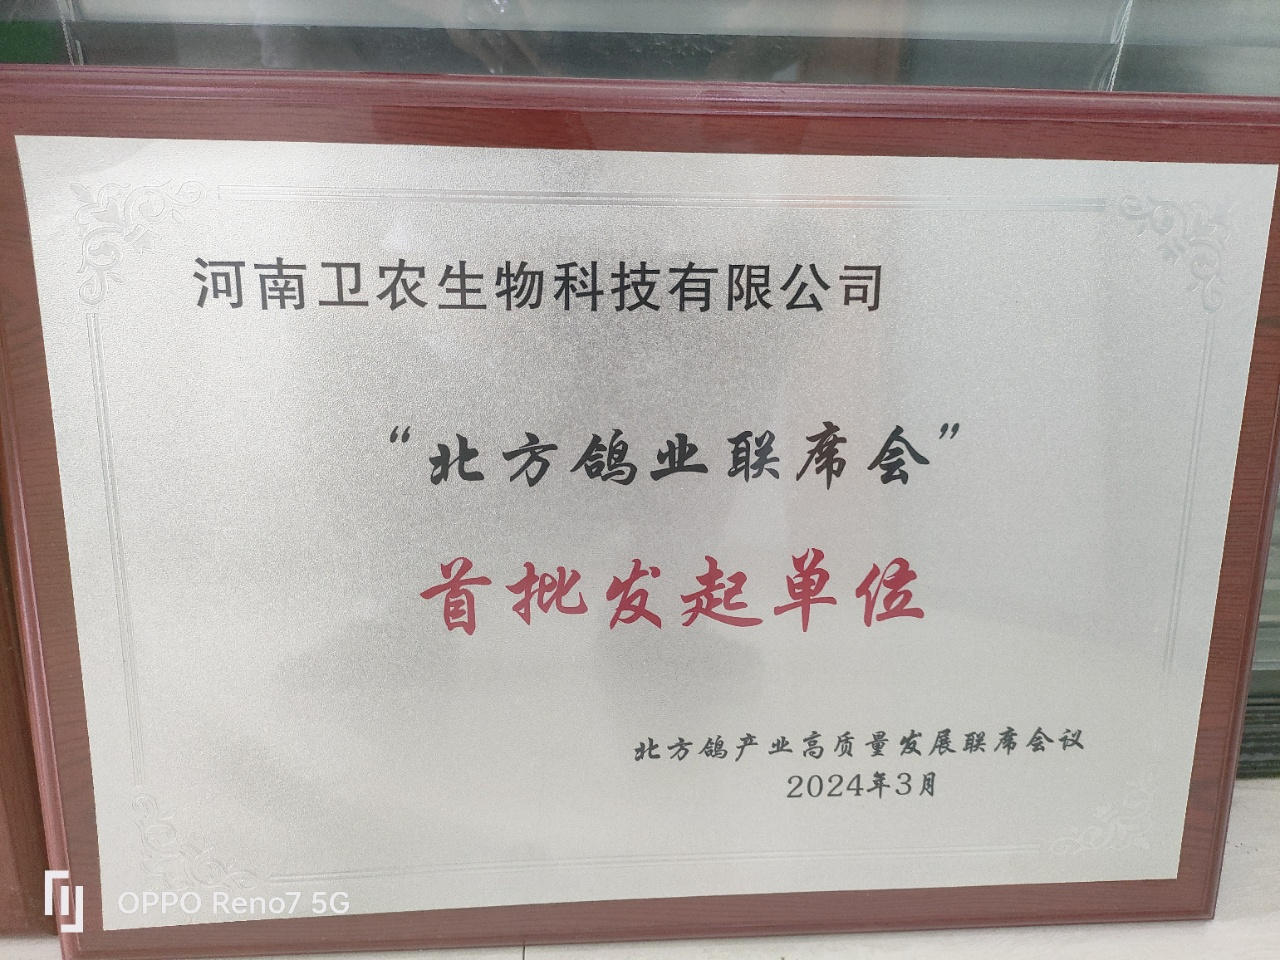 河南卫农生物科技有限公司
“北方鸽业联席会”
首批发起单位
北方鸽产业高质量发展联席会议
2024年3月
OPPO Reno7 5G